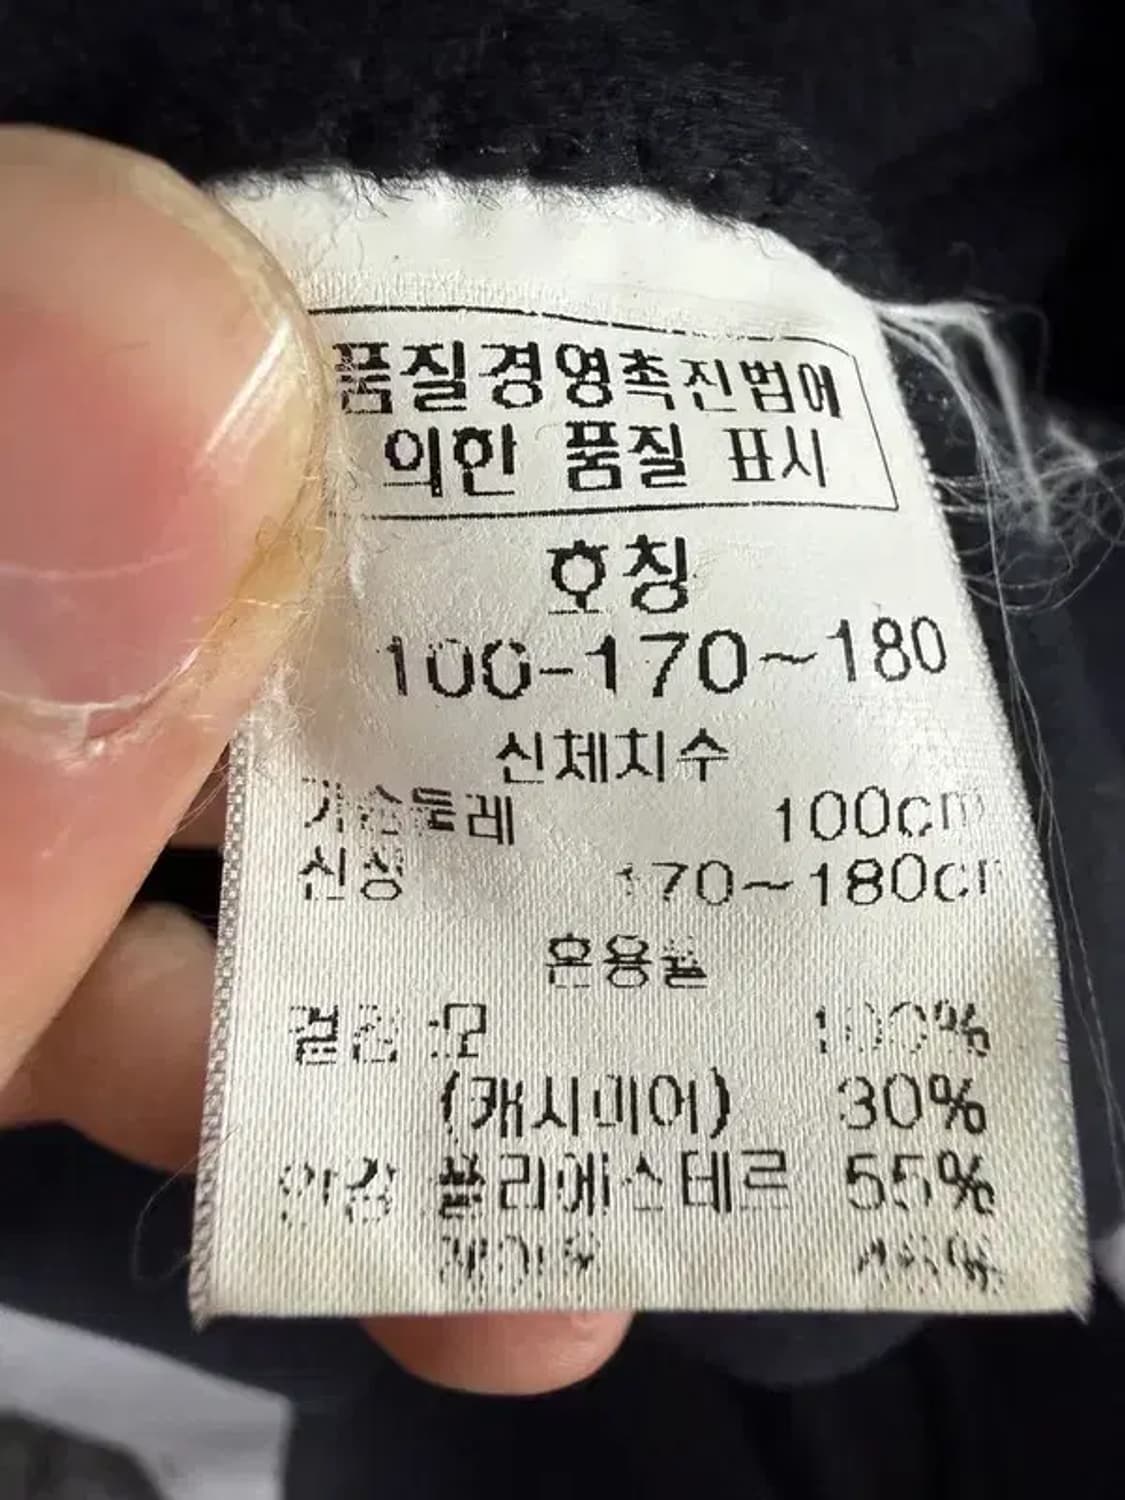 품질경영촉진법에
의한 품질 표시
호칭
100-170~180
신체치수
가슴둘레 100cm
신장 170~180cm
혼용율
겉감 : 모 100%
(캐시미어) 30%
안감 폴리에스테르 55%
45%